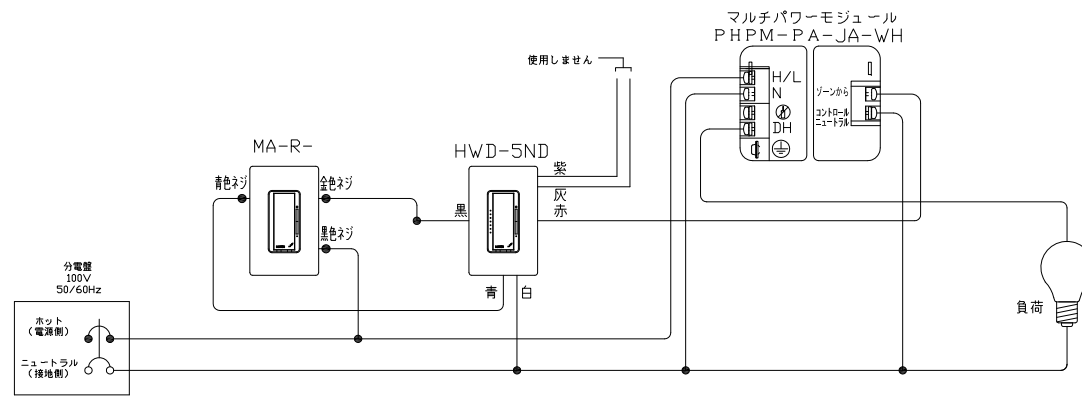 マルチパワーモジュール
PHPM-PA-JA-WH
使用しません
H/L
N
DH
ゾーンから
コントロール
ニュートラル
MA-R-
HWD-5ND
青色ネジ
金色ネジ
黒色ネジ
黒
紫
灰
赤
青
白
分電盤
100V
50/60Hz
ホット
(電源側)
ニュートラル
(接地側)
負荷